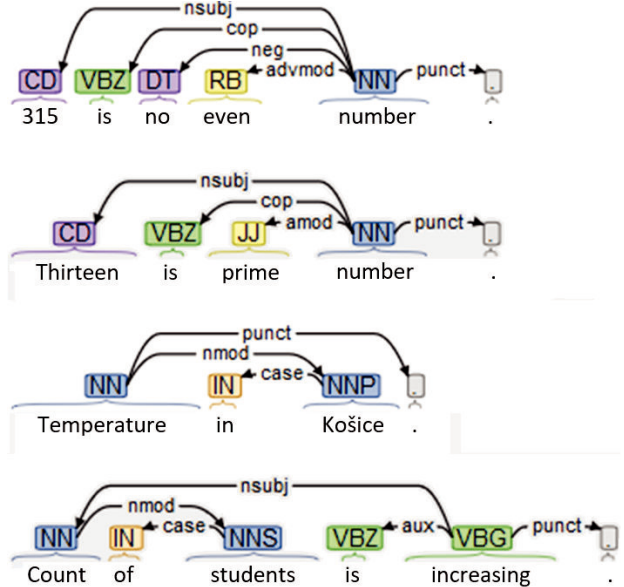 nsubj
cop
neg
CD VBZ DT RB advmod NN punct .
315 is no even number .
nsubj
cop
CD VBZ JJ amod NN punct .
Thirteen is prime number .
punct
nmod
NN IN case NNP .
Temperature in Košice .
nsubj
nmod
NN IN case NNS VBZ aux VBG punct .
Count of students is increasing .